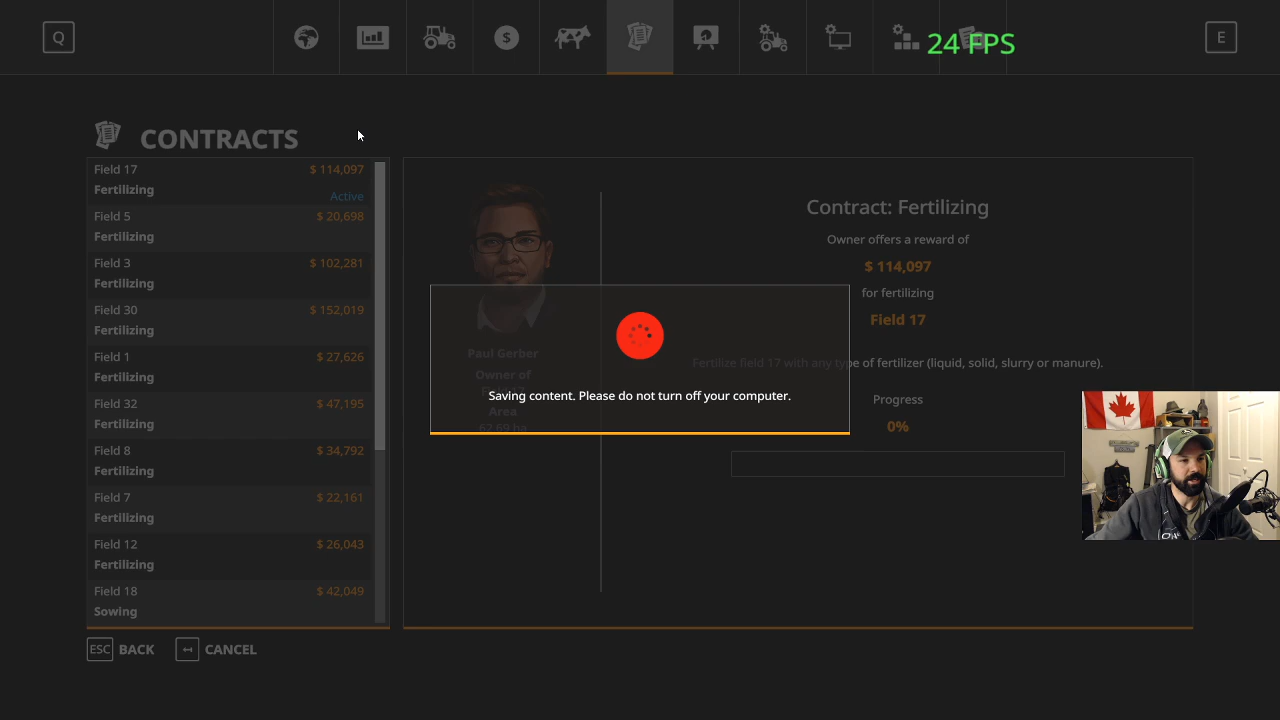 Q
24 FPS
E
CONTRACTS
Field 17 $ 114,097
Fertilizing
Active
Field 5 $ 20,698
Fertilizing
Field 3 $ 102,281
Fertilizing
Field 30 $ 152,019
Fertilizing
Field 1 $ 27,626
Fertilizing
Field 32 $ 47,195
Fertilizing
Field 8 $ 34,792
Fertilizing
Field 7 $ 22,161
Fertilizing
Field 12 $ 26,043
Fertilizing
Field 18 $ 42,049
Sowing
Paul Gerber
Owner of
Area
62.69 ha
Contract: Fertilizing
Owner offers a reward of
$ 114,097
for fertilizing
Field 17
Fertilize field 17 with any type of fertilizer (liquid, solid, slurry or manure).
Progress
0%
Saving content. Please do not turn off your computer.
ESC BACK
CANCEL